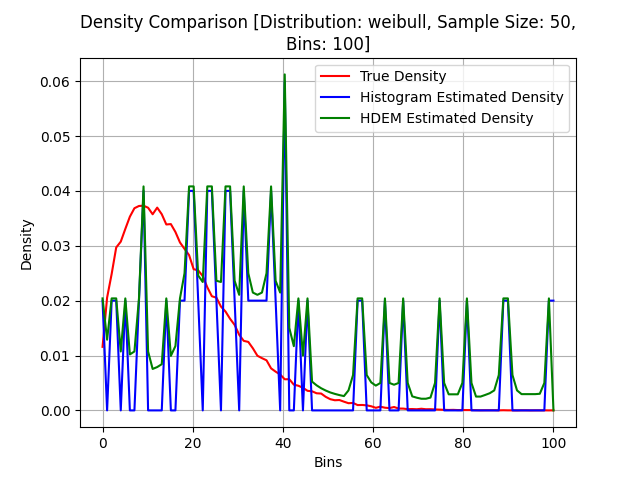 Density Comparison [Distribution: weibull, Sample Size: 50,
Bins: 100]
True Density
Histogram Estimated Density
HDEM Estimated Density
Density
0.06
0.05
0.04
0.03
0.02
0.01
0.00
0 20 40 60 80 100
Bins